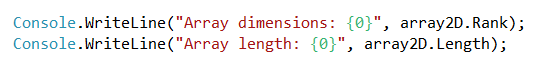 Console.WriteLine("Array dimensions: {0}", array2D.Rank);
Console.WriteLine("Array length: {0}", array2D.Length);